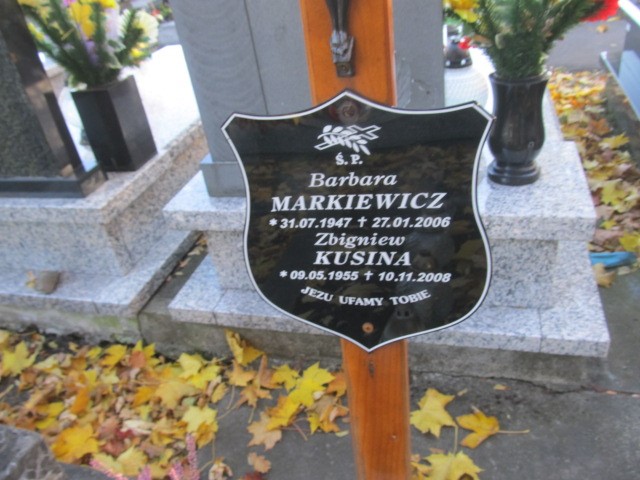 Ś. P.
Barbara
MARKIEWICZ
* 31.07.1947 † 27.01.2006
Zbigniew
KUSINA
* 09.05.1955 † 10.11.2008
JEZU UFAMY TOBIE